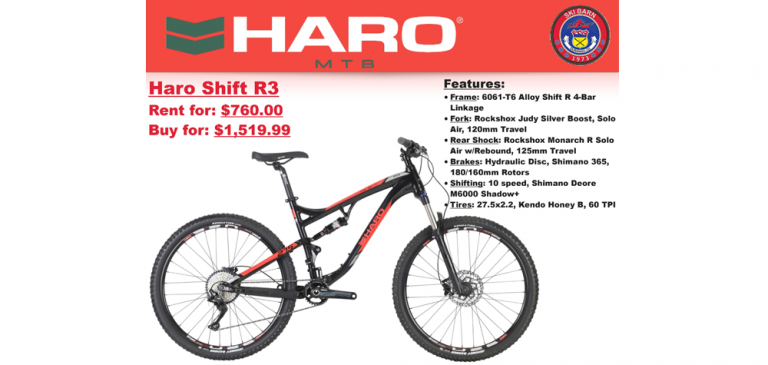 HARO®
MTB
SKI BARN
1971
Haro Shift R3
Rent for: $760.00
Buy for: $1,519.99
Features:
• Frame: 6061-T6 Alloy Shift R 4-Bar
Linkage
• Fork: Rockshox Judy Silver Boost, Solo
Air, 120mm Travel
• Rear Shock: Rockshox Monarch R Solo
Air w/Rebound, 125mm Travel
• Brakes: Hydraulic Disc, Shimano 365,
180/160mm Rotors
• Shifting: 10 speed, Shimano Deore
M6000 Shadow+
• Tires: 27.5x2.2, Kendo Honey B, 60 TPI
HARO